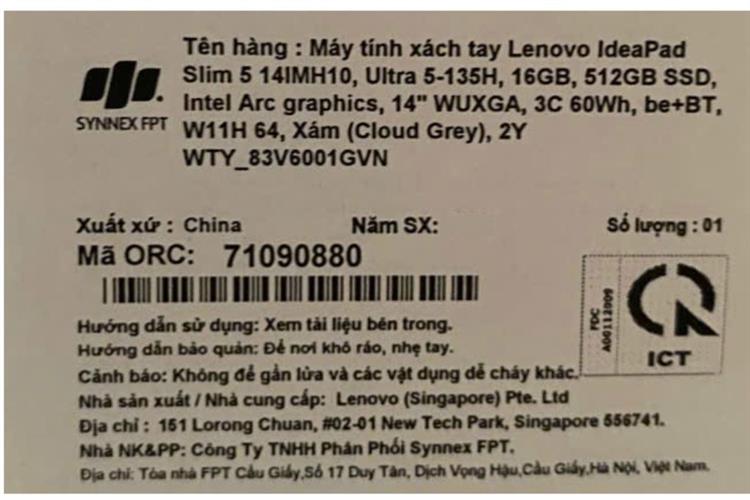 Tên hàng : Máy tính xách tay Lenovo IdeaPad
Slim 5 14IMH10, Ultra 5-135H, 16GB, 512GB SSD,
Intel Arc graphics, 14" WUXGA, 3C 60Wh, be+BT,
W11H 64, Xám (Cloud Grey), 2Y
WTY_83V6001GVN
SYNNEX FPT
Xuất xứ : China Năm SX: Số lượng : 01
Mã ORC: 71090880
FDC
A00112009
ICT
Hướng dẫn sử dụng: Xem tài liệu bên trong.
Hướng dẫn bảo quản: Để nơi khô ráo, nhẹ tay.
Cảnh báo: Không để gần lửa và các vật dụng dễ cháy khác.
Nhà sản xuất / Nhà cung cấp: Lenovo (Singapore) Pte. Ltd
Địa chỉ : 151 Lorong Chuan, #02-01 New Tech Park, Singapore 556741.
Nhà NK&PP: Công Ty TNHH Phân Phối Synnex FPT.
Địa chỉ: Tòa nhà FPT Cầu Giấy,Số 17 Duy Tân, Dịch Vọng Hậu,Cầu Giấy,Hà Nội, Việt Nam.